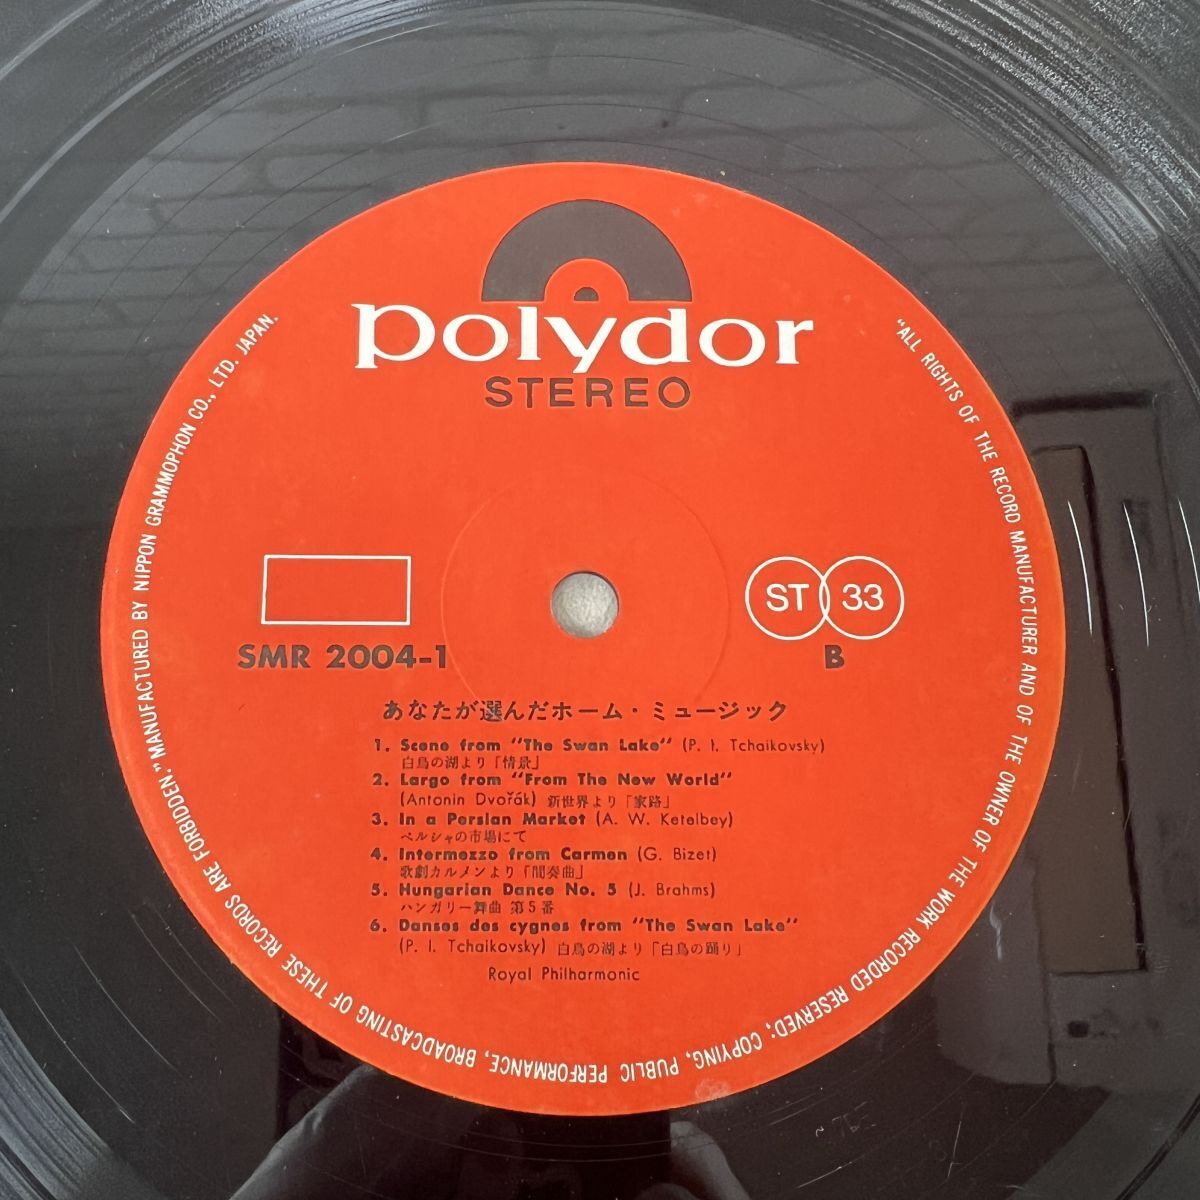 polydor
STEREO
ST 33
SMR 2004-1
B
あなたが選んだホーム・ミュージック
1. Scene from "The Swan Lake" (P. I. Tchaikovsky)
白鳥の湖より「情景」
2. Largo from "From The New World"
(Antonin Dvořák) 新世界より「家路」
3. In a Persian Market (A. W. Ketelbey)
ペルシャの市場にて
4. Intermezzo from Carmen (G. Bizet)
歌劇カルメンより「間奏曲」
5. Hungarian Dance No. 5 (J. Brahms)
ハンガリー舞曲 第5番
6. Danses des cygnes from "The Swan Lake"
(P. I. Tchaikovsky) 白鳥の湖より「白鳥の踊り」
Royal Philharmonic
"ALL RIGHTS OF THE RECORD MANUFACTURER AND OF THE OWNER OF THE WORK RECORDED RESERVED; COPYING, PUBLIC PERFORMANCE, BROADCASTING OF THESE RECORDS ARE FORBIDDEN." MANUFACTURED BY NIPPON GRAMMOPHON CO., LTD. JAPAN.